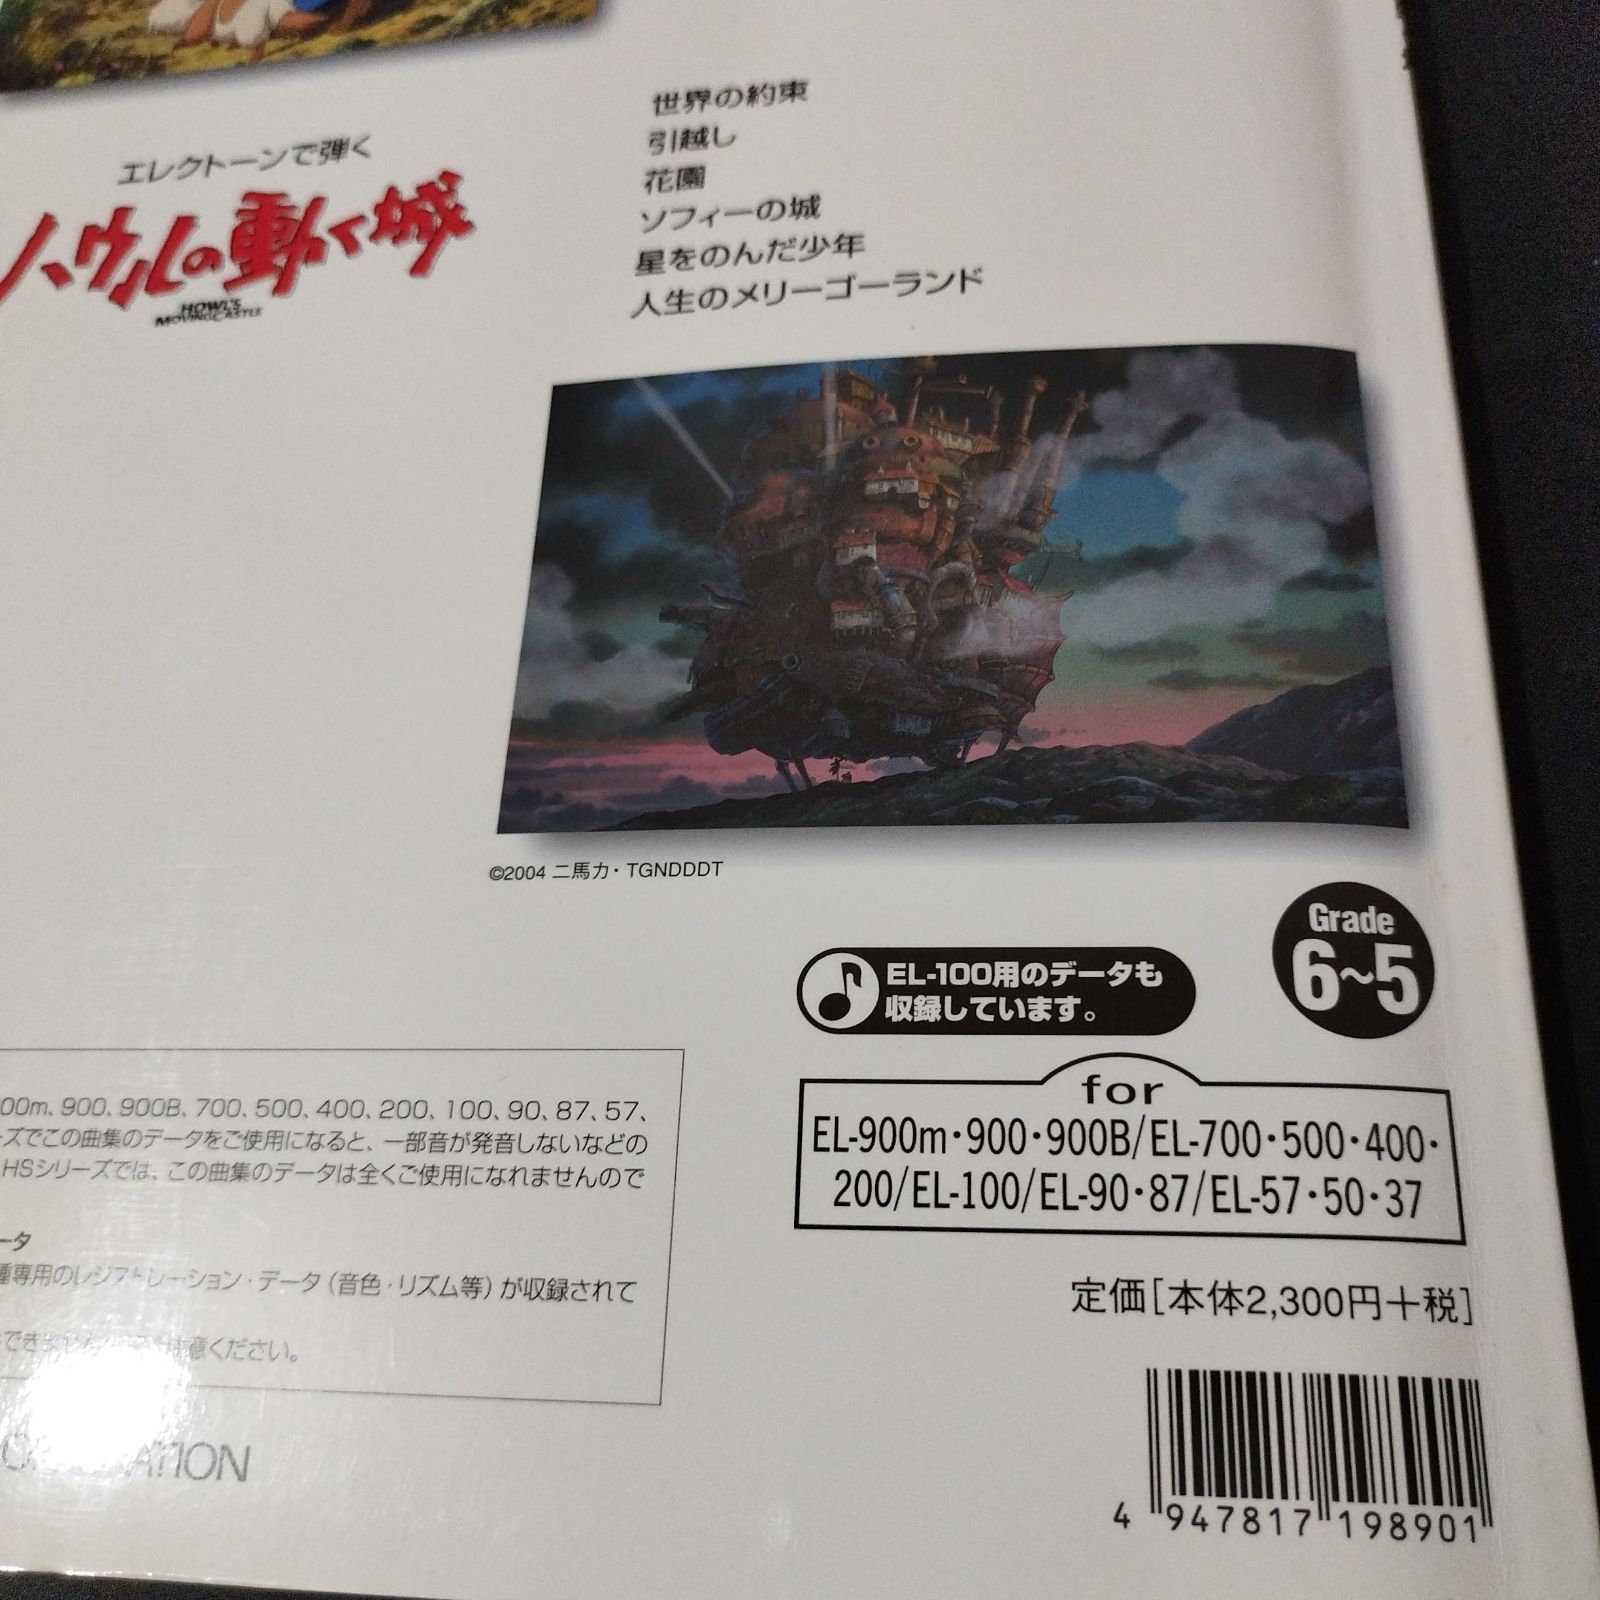 エレクトーンで弾く
ハウルの動く城
HOWL'S
MOVING CASTLE
世界の約束
引越し
花園
ソフィーの城
星をのんだ少年
人生のメリーゴーランド
©2004 二馬力・TGNDDDT
Grade
6~5
EL-100用のデータも
収録しています。
00m、900、900B、700、500、400、200、100、90、87、57、
ズでこの曲集のデータをご使用になると、一部音が発音しないなどの
HSシリーズでは、この曲集のデータは全くご使用になれませんので
ータ
種専用のレジストレーション・データ(音色・リズム等)が収録されて
意ください。
for
EL-900m・900・900B/EL-700・500・400・
200/EL-100/EL-90・87/EL-57・50・37
定価[本体2,300円+税]
4 947817 198901